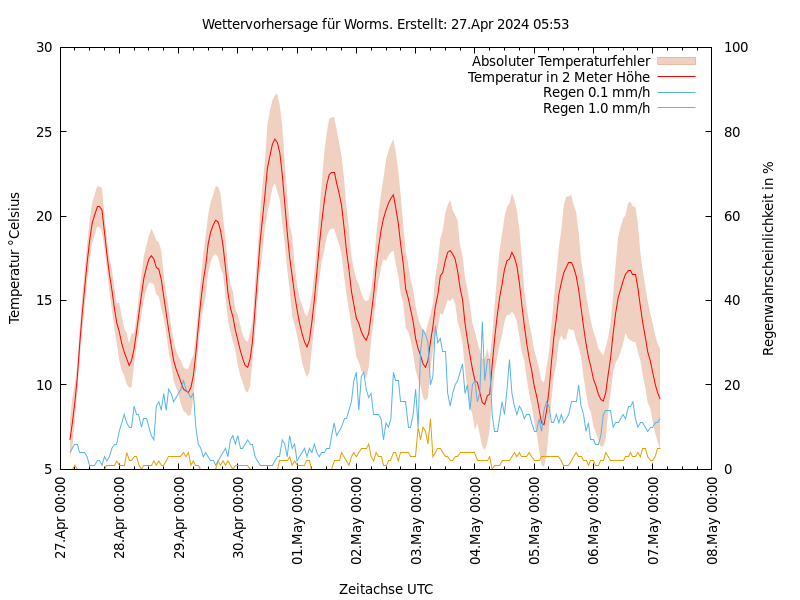 Wettervorhersage für Worms. Erstellt: 27.Apr 2024 05:53
Absoluter Temperaturfehler
Temperatur in 2 Meter Höhe
Regen 0.1 mm/h
Regen 1.0 mm/h
Temperatur °Celsius
30
25
20
15
10
5
100
80
60
40
20
0
Regenwahrscheinlichkeit in %
27.Apr 00:00
28.Apr 00:00
29.Apr 00:00
30.Apr 00:00
01.May 00:00
02.May 00:00
03.May 00:00
04.May 00:00
05.May 00:00
06.May 00:00
07.May 00:00
08.May 00:00
Zeitachse UTC